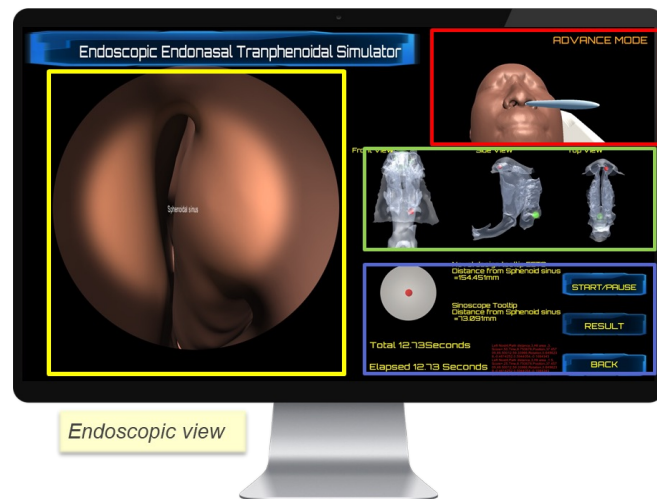 Endoscopic Endonasal Tranphenoidal Simulator
ADVANCE MODE
Front View
Side View
Top View
Sphenoidal sinus
Distance from Sphenoid sinus
=154.451mm
START/PAUSE
Sinoscope Tooltip
Distance from Sphenoid sinus
=73.091mm
RESULT
Total 12.73Seconds
Elapsed 12.73 Seconds
BACK
Endoscopic view